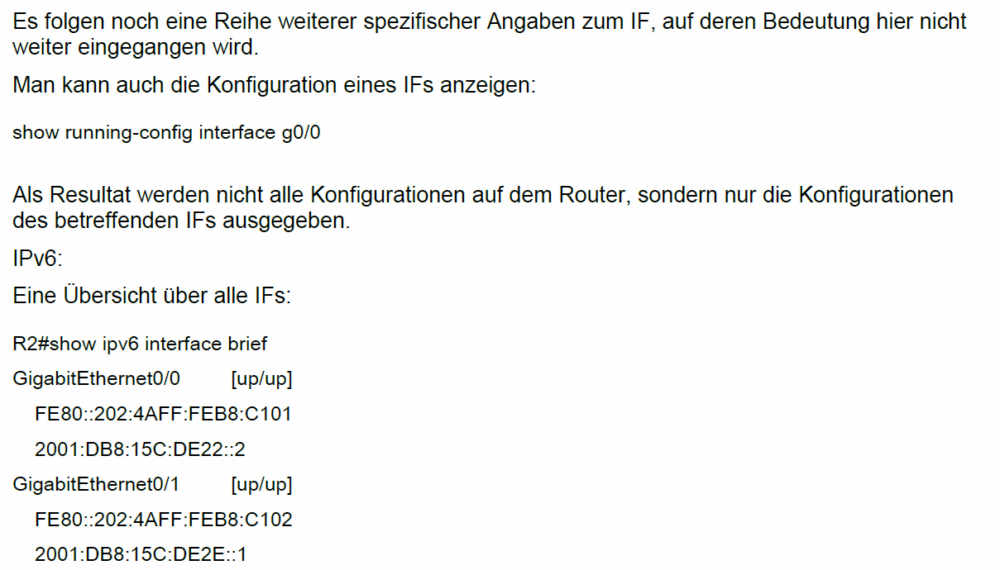 Es folgen noch eine Reihe weiterer spezifischer Angaben zum IF, auf deren Bedeutung hier nicht
weiter eingegangen wird.
Man kann auch die Konfiguration eines IFs anzeigen:
show running-config interface g0/0
Als Resultat werden nicht alle Konfigurationen auf dem Router, sondern nur die Konfigurationen
des betreffenden IFs ausgegeben.
IPv6:
Eine Übersicht über alle IFs:
R2#show ipv6 interface brief
GigabitEthernet0/0 [up/up]
FE80::202:4AFF:FEB8:C101
2001:DB8:15C:DE22::2
GigabitEthernet0/1 [up/up]
FE80::202:4AFF:FEB8:C102
2001:DB8:15C:DE2E::1